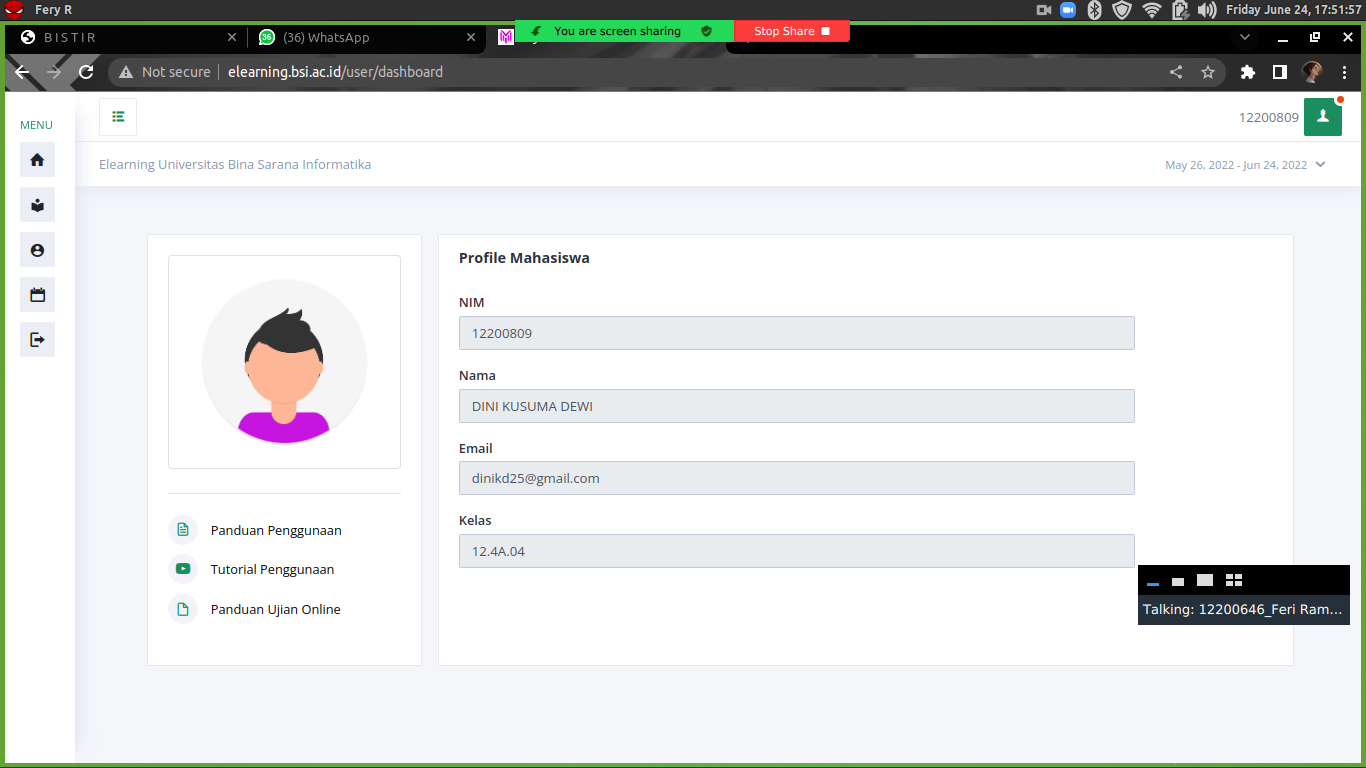 Fery R
Friday June 24, 17:51:57
BISTIR
36
(36) WhatsApp
You are screen sharing
Stop Share
Not secure
elearning.bsi.ac.id/user/dashboard
MENU
12200809
Elearning Universitas Bina Sarana Informatika
May 26, 2022 - Jun 24, 2022
Profile Mahasiswa
NIM
12200809
Nama
DINI KUSUMA DEWI
Email
dinikd25@gmail.com
Kelas
12.4A.04
Panduan Penggunaan
Tutorial Penggunaan
Panduan Ujian Online
Talking: 12200646_Feri Ram...